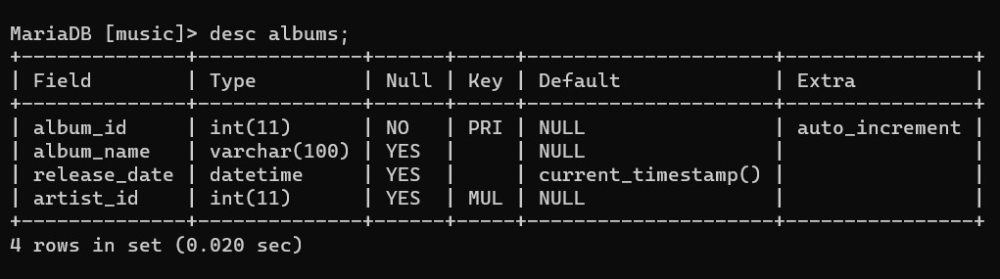 MariaDB [music]> desc albums;
+--------------+--------------+------+-----+---------------------+----------------+
| Field        | Type         | Null | Key | Default             | Extra          |
+--------------+--------------+------+-----+---------------------+----------------+
| album_id     | int(11)      | NO   | PRI | NULL                | auto_increment |
| album_name   | varchar(100) | YES  |     | NULL                |                |
| release_date | datetime     | YES  |     | current_timestamp() |                |
| artist_id    | int(11)      | YES  | MUL | NULL                |                |
+--------------+--------------+------+-----+---------------------+----------------+
4 rows in set (0.020 sec)